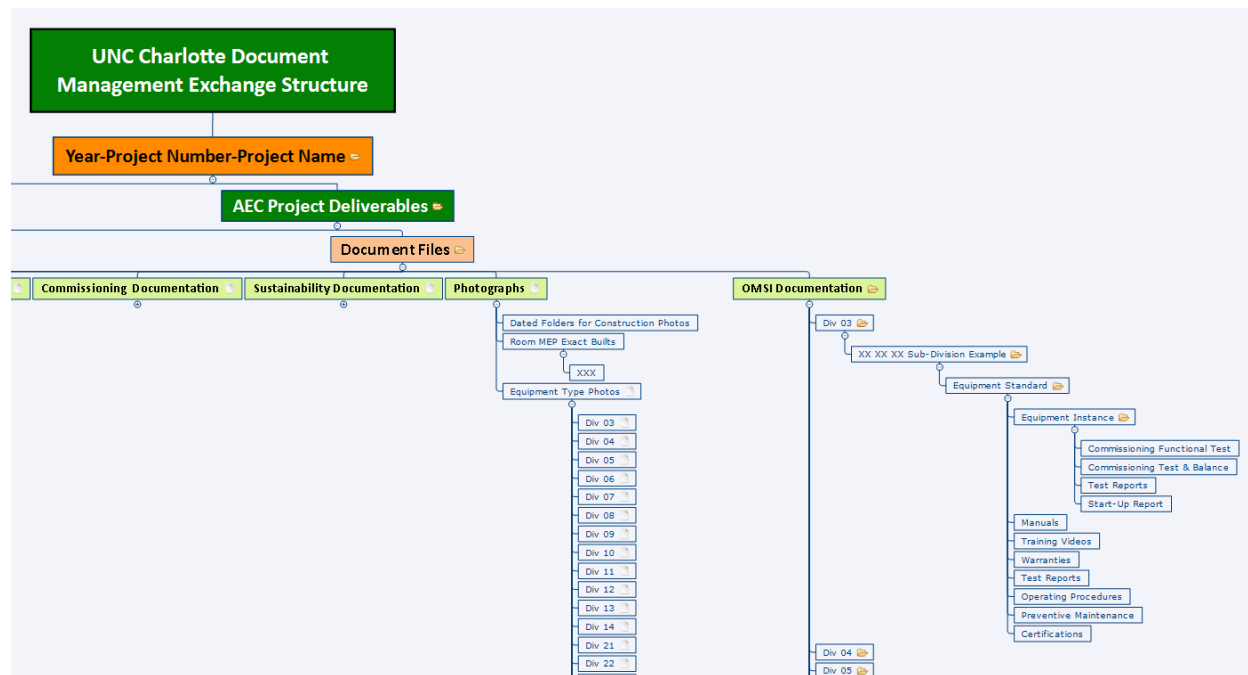 UNC Charlotte Document
Management Exchange Structure
Year-Project Number-Project Name
AEC Project Deliverables
Document Files
Commissioning Documentation
Sustainability Documentation
Photographs
OMSI Documentation
Dated Folders for Construction Photos
Room MEP Exact Builts
XXX
Equipment Type Photos
Div 03
Div 04
Div 05
Div 06
Div 07
Div 08
Div 09
Div 10
Div 11
Div 12
Div 13
Div 14
Div 21
Div 22
Div 03
XX XX XX Sub-Division Example
Equipment Standard
Equipment Instance
Commissioning Functional Test
Commissioning Test & Balance
Test Reports
Start-Up Report
Manuals
Training Videos
Warranties
Test Reports
Operating Procedures
Preventive Maintenance
Certifications
Div 04
Div 05